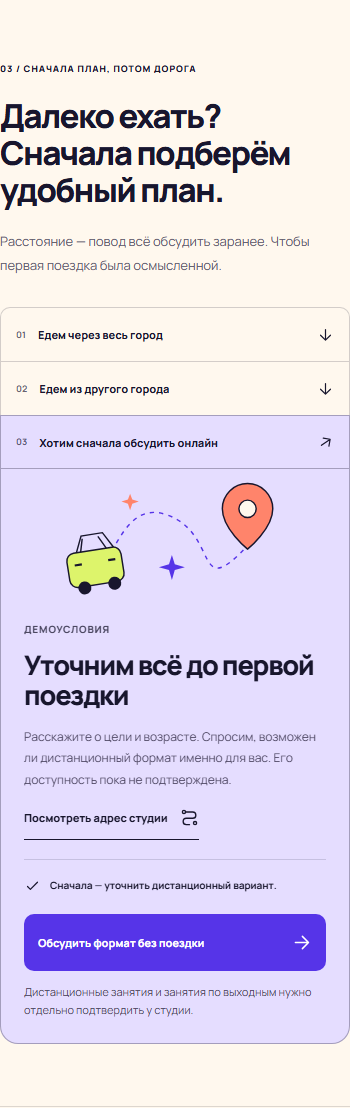 03 / СНАЧАЛА ПЛАН, ПОТОМ ДОРОГА
Далеко ехать?
Сначала подберём
удобный план.
Расстояние — повод всё обсудить заранее. Чтобы
первая поездка была осмысленной.
01 Едем через весь город
02 Едем из другого города
03 Хотим сначала обсудить онлайн
ДЕМОУСЛОВИЯ
Уточним всё до первой
поездки
Расскажите о цели и возрасте. Спросим, возможен
ли дистанционный формат именно для вас. Его
доступность пока не подтверждена.
Посмотреть адрес студии
Сначала — уточнить дистанционный вариант.
Обсудить формат без поездки
Дистанционные занятия и занятия по выходным нужно
отдельно подтвердить у студии.